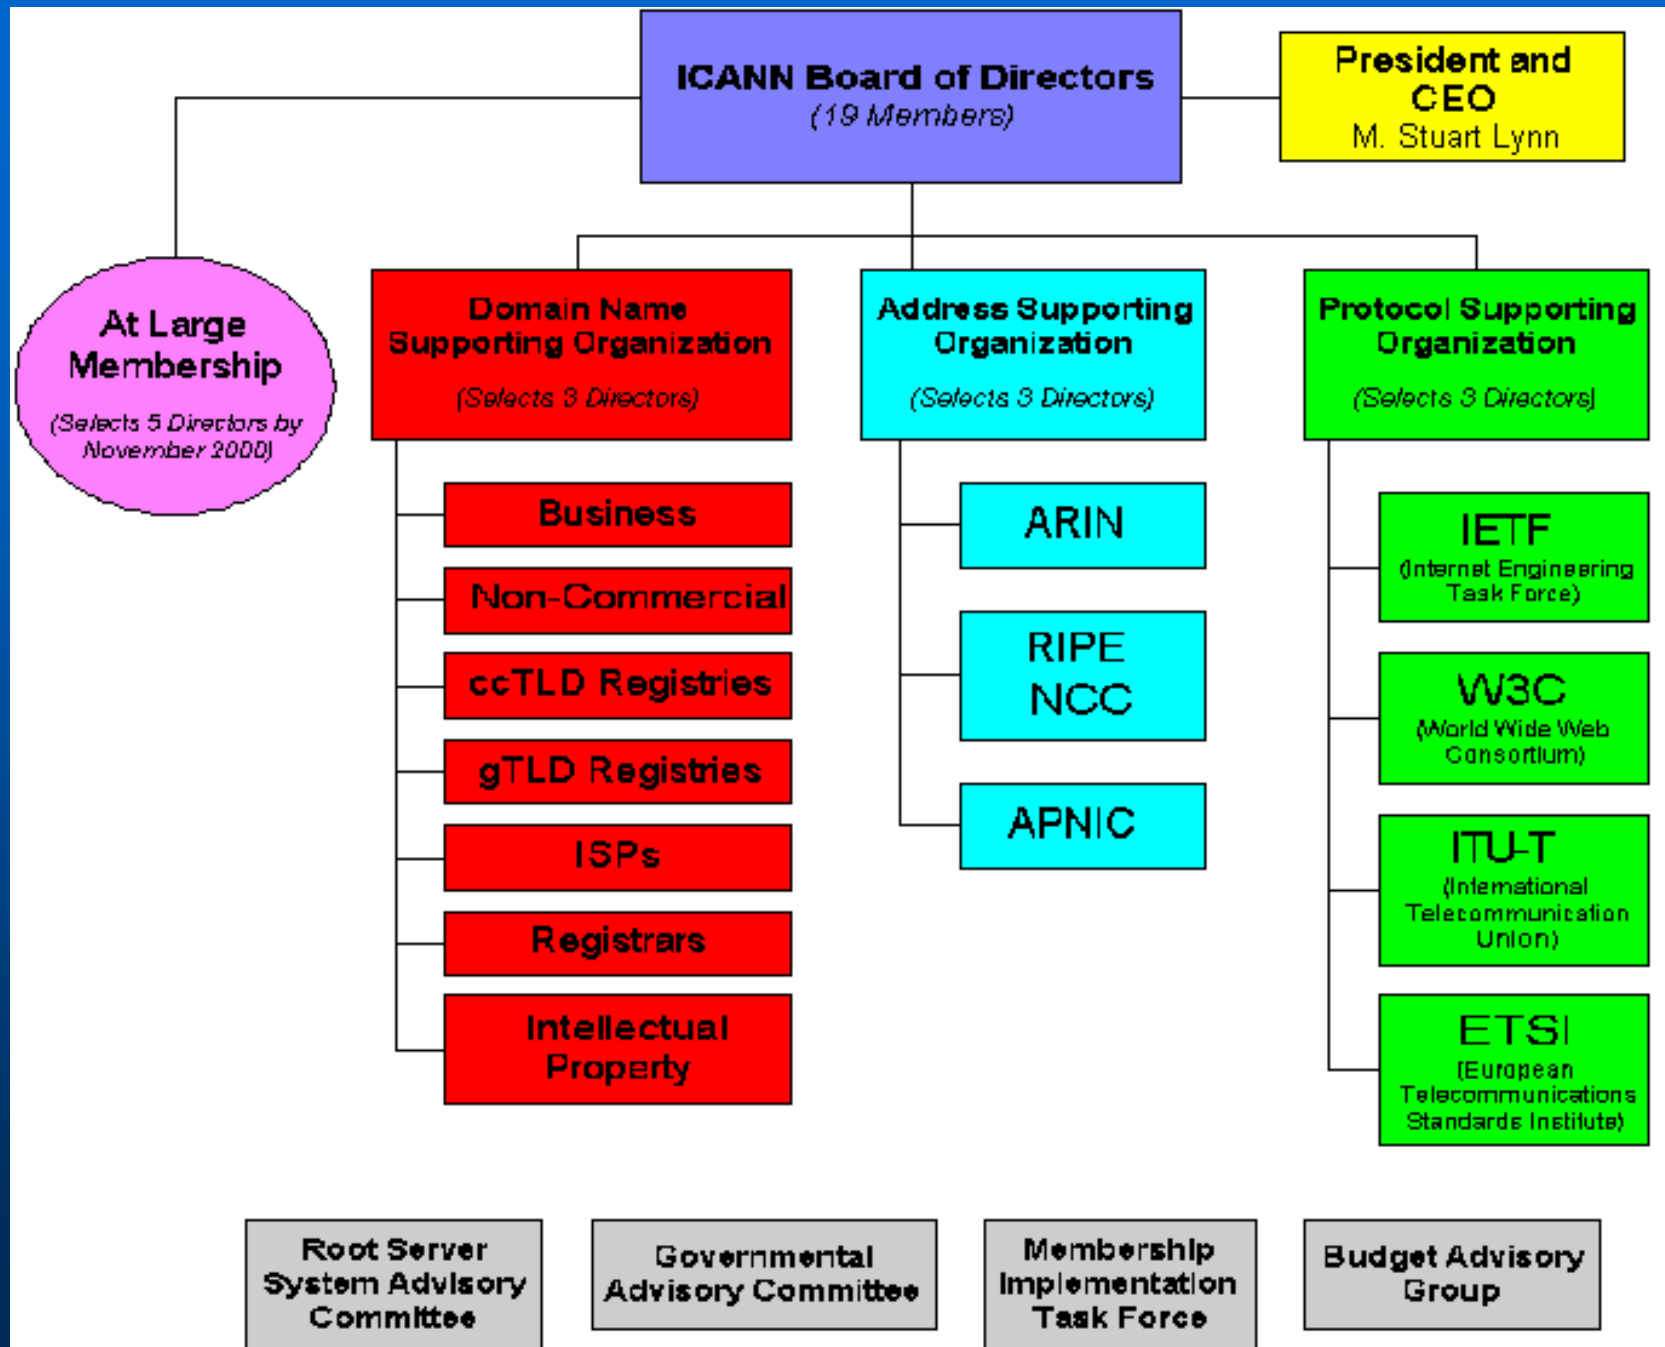 ICANN Board of Directors
(19 Members)
President and
CEO
M. Stuart Lynn
At Large
Membership
(Selects 5 Directors by
November 2000)
Domain Name
Supporting Organization
(Selects 3 Directors)
Business
Non-Commercial
ccTLD Registries
gTLD Registries
ISPs
Registrars
Intellectual
Property
Address Supporting
Organization
(Selects 3 Directors)
ARIN
RIPE
NCC
APNIC
Protocol Supporting
Organization
(Selects 3 Directors)
IETF
(Internet Engineering
Task Force)
W3C
(World Wide Web
Consortium)
ITU-T
(International
Telecommunication
Union)
ETSI
(European
Telecommunications
Standards Institute)
Root Server
System Advisory
Committee
Governmental
Advisory Committee
Membership
Implementation
Task Force
Budget Advisory
Group